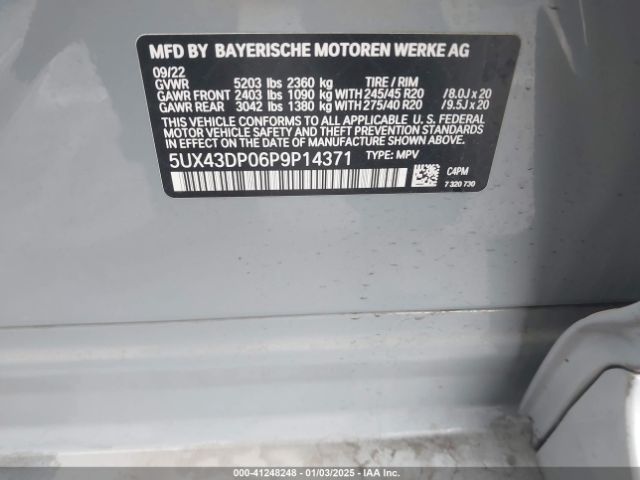 MFD BY BAYERISCHE MOTOREN WERKE AG
09/22
GVWR 5203 lbs 2360 kg TIRE / RIM
GAWR FRONT 2403 lbs 1090 kg WITH 245/45 R20 /8.0J x 20
GAWR REAR 3042 lbs 1380 kg WITH 275/40 R20 /9.5J x 20
THIS VEHICLE CONFORMS TO ALL APPLICABLE U. S. FEDERAL
MOTOR VEHICLE SAFETY, BUMPER, AND THEFT PREVENTION
STANDARDS IN EFFECT ON THE DATE OF MANUFACTURE SHOWN ABOVE.
5UX43DP06P9P14371 TYPE: MPV
C4PM
7 320 730
000-41248248 - 01/03/2025 - IAA Inc.